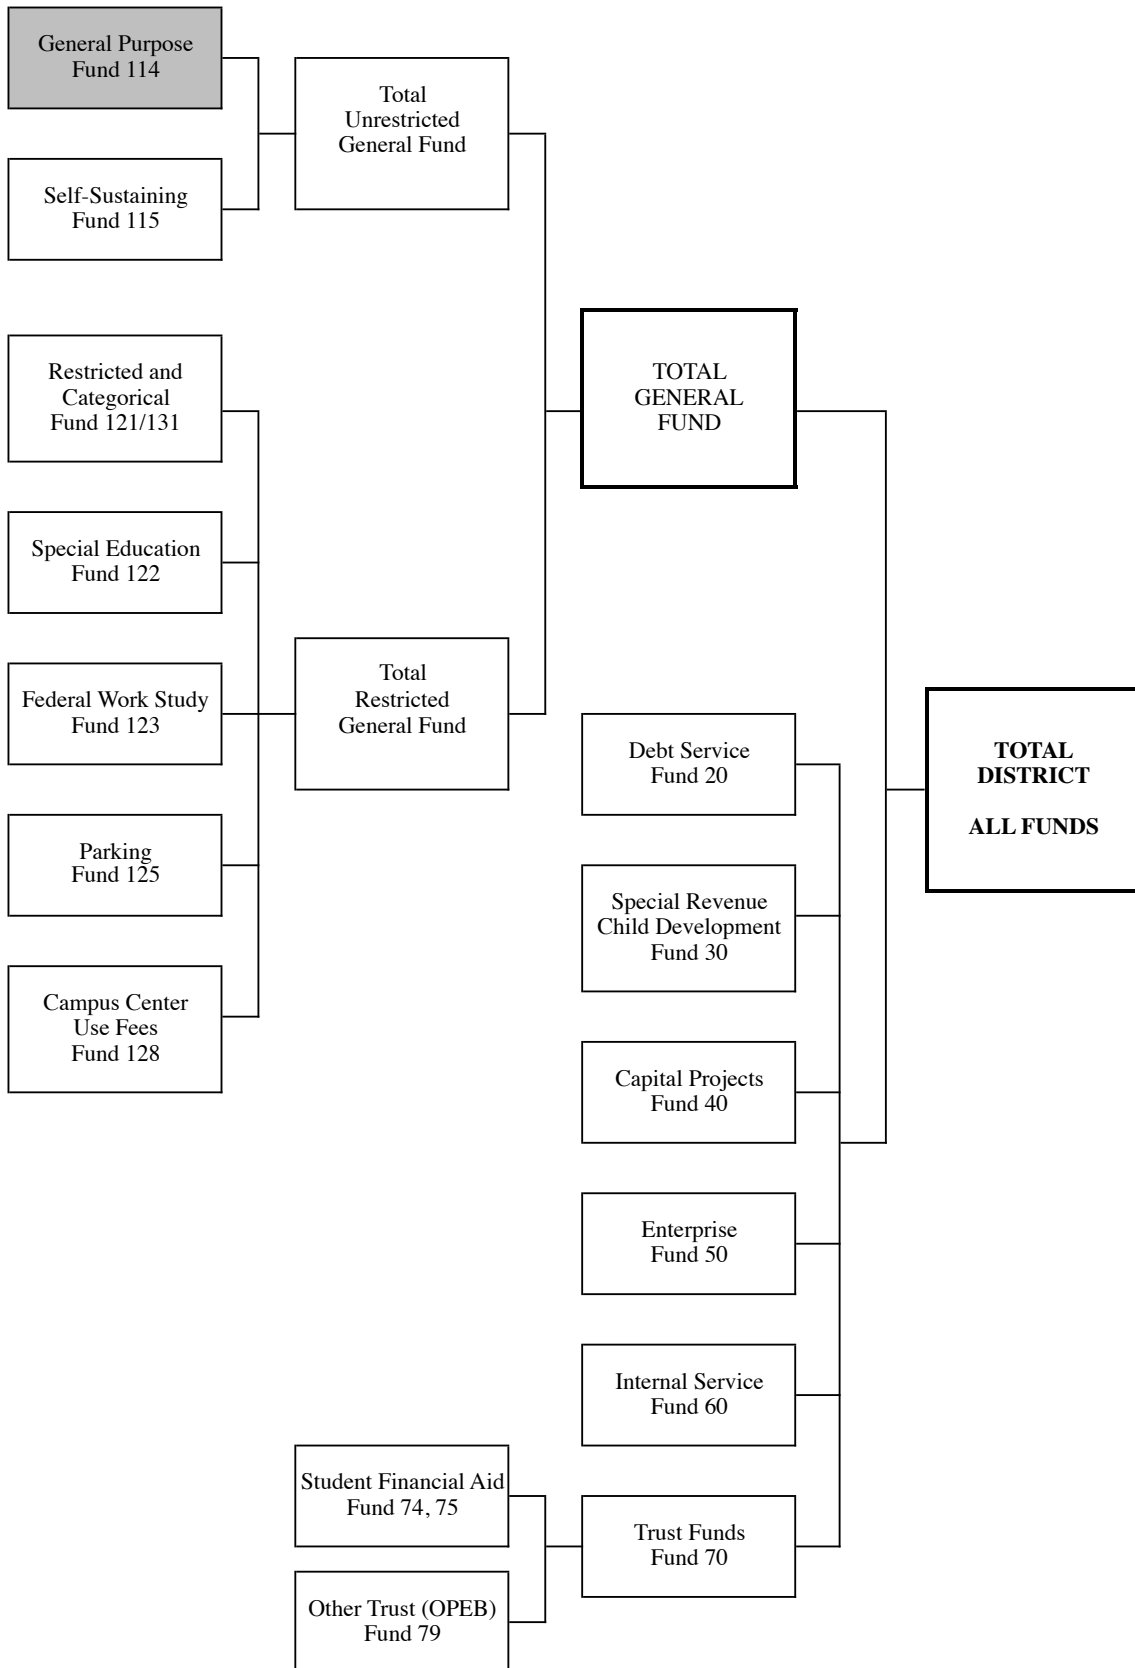 General Purpose
Fund 114
Total
Unrestricted
General Fund
Self-Sustaining
Fund 115
Restricted and
Categorical
Fund 121/131
TOTAL
GENERAL
FUND
Special Education
Fund 122
Federal Work Study
Fund 123
Total
Restricted
General Fund
Debt Service
Fund 20
TOTAL
DISTRICT
ALL FUNDS
Parking
Fund 125
Special Revenue
Child Development
Fund 30
Campus Center
Use Fees
Fund 128
Capital Projects
Fund 40
Enterprise
Fund 50
Internal Service
Fund 60
Student Financial Aid
Fund 74, 75
Trust Funds
Fund 70
Other Trust (OPEB)
Fund 79